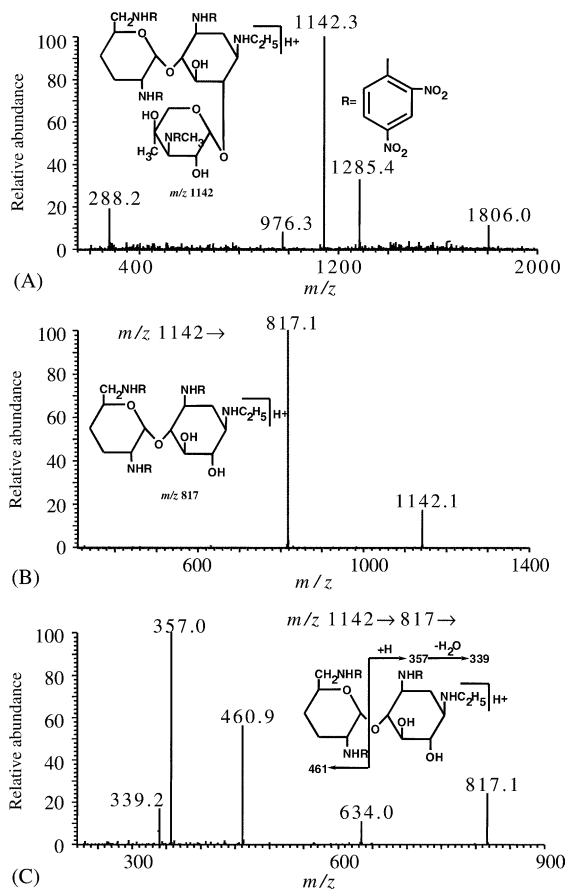 CH2NHR
NHR
NHC2H5
H+
O
O
OH
NHR
HO
O
NRCH3
H3C
OH
O
m/z 1142
R=
NO2
NO2
Relative abundance
100
80
60
40
20
0
288.2
976.3
1142.3
1285.4
1806.0
400
1200
2000
m/z
(A)
m/z 1142→
817.1
CH2NHR
NHR
NHC2H5
H+
O
O
OH
NHR
OH
m/z 817
1142.1
Relative abundance
100
80
60
40
20
0
600
1000
1400
m/z
(B)
m/z 1142→817→
357.0
+H
357
-H2O
339
CH2NHR
NHR
NHC2H5
H+
O
O
OH
NHR
OH
461
460.9
339.2
634.0
817.1
Relative abundance
100
80
60
40
20
0
300
600
900
m/z
(C)